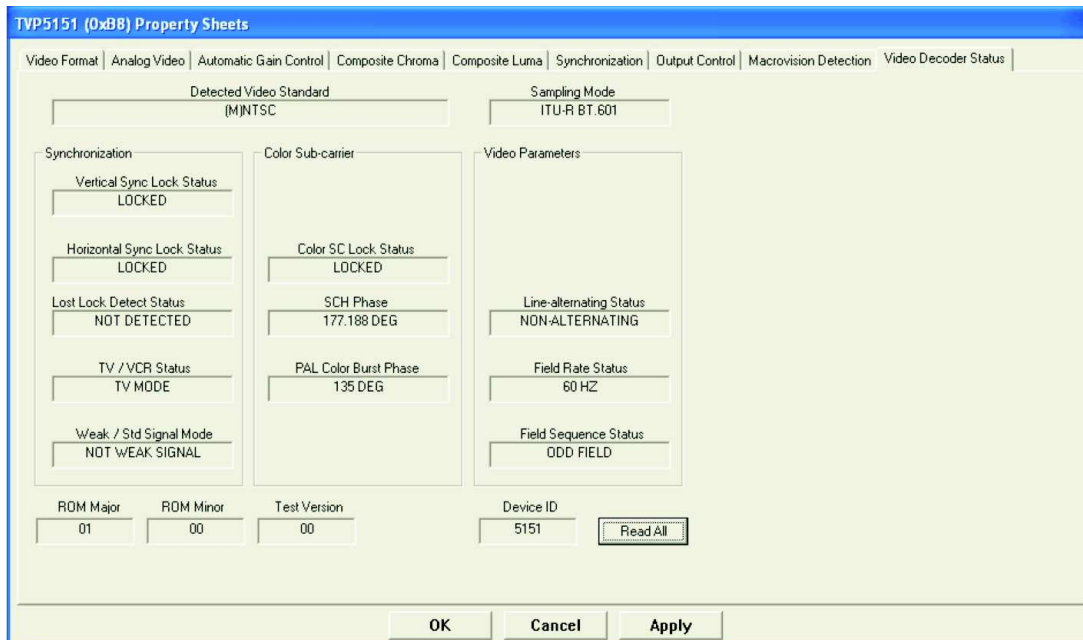 TVP5151 (0xB8) Property Sheets
Video Format Analog Video Automatic Gain Control Composite Chroma Composite Luma Synchronization Output Control Macrovision Detection Video Decoder Status
Detected Video Standard
(M)NTSC
Sampling Mode
ITU-R BT.601
Synchronization
Vertical Sync Lock Status
LOCKED
Horizontal Sync Lock Status
LOCKED
Lost Lock Detect Status
NOT DETECTED
TV / VCR Status
TV MODE
Weak / Std Signal Mode
NOT WEAK SIGNAL
Color Sub-carrier
Color SC Lock Status
LOCKED
SCH Phase
177.188 DEG
PAL Color Burst Phase
135 DEG
Video Parameters
Line-alternating Status
NON-ALTERNATING
Field Rate Status
60 HZ
Field Sequence Status
ODD FIELD
ROM Major
01
ROM Minor
00
Test Version
00
Device ID
5151
Read All
OK Cancel Apply